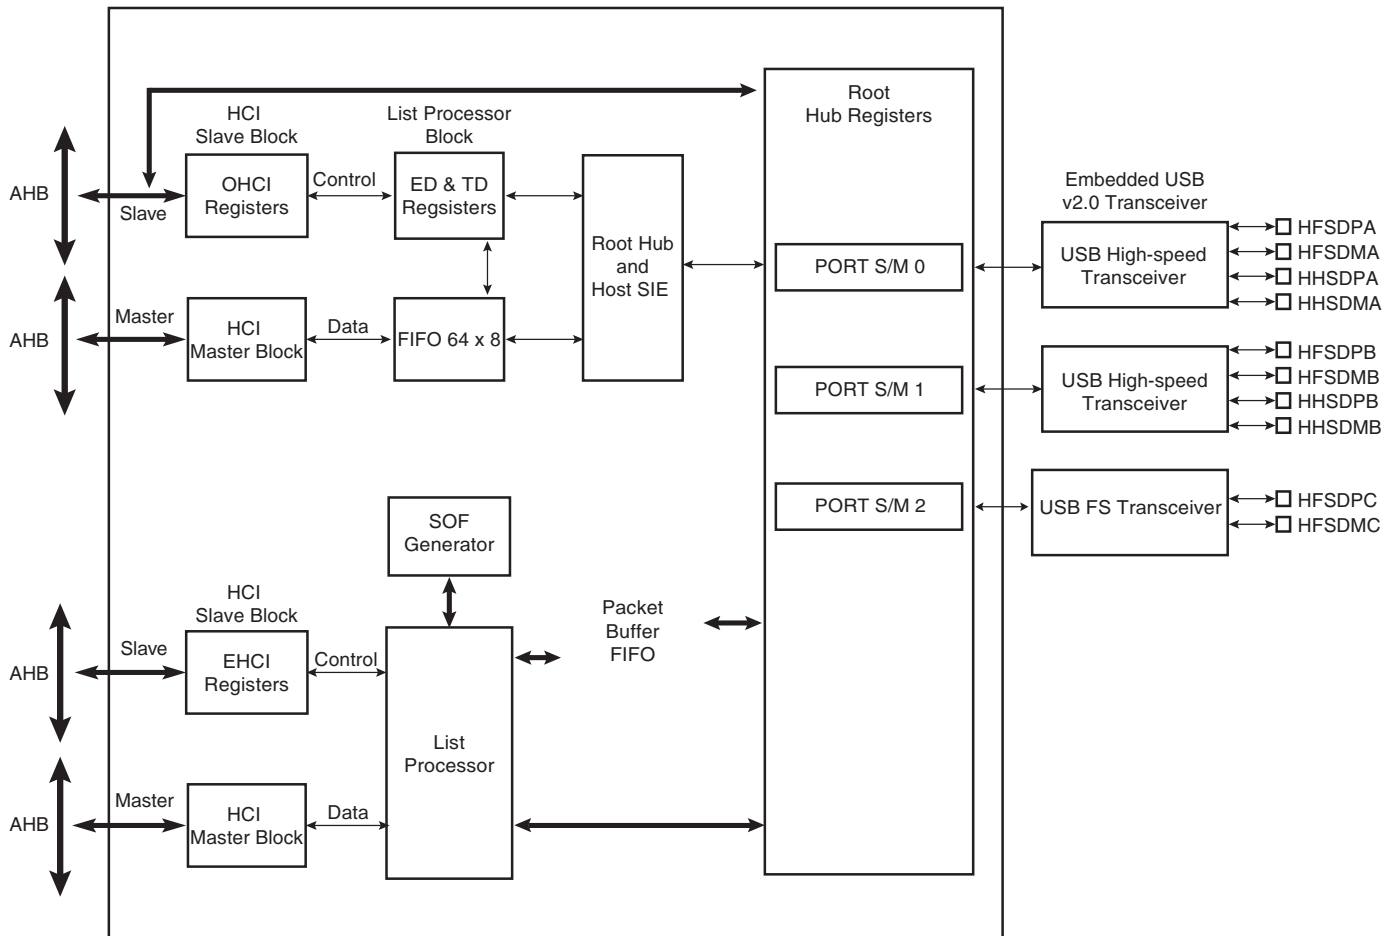 Root
Hub Registers
HCI
Slave Block
List Processor
Block
AHB
Slave
OHCI
Registers
Control
ED & TD
Regsisters
Root Hub
and
Host SIE
AHB
Master
HCI
Master Block
Data
FIFO 64 x 8
PORT S/M 0
PORT S/M 1
PORT S/M 2
Embedded USB
v2.0 Transceiver
USB High-speed
Transceiver
HFSDPA
HFSDMA
HHSDPA
HHSDMA
USB High-speed
Transceiver
HFSDPB
HFSDMB
HHSDPB
HHSDMB
USB FS Transceiver
HFSDPC
HFSDMC
SOF
Generator
HCI
Slave Block
AHB
Slave
EHCI
Registers
Control
Packet
Buffer
FIFO
List
Processor
AHB
Master
HCI
Master Block
Data